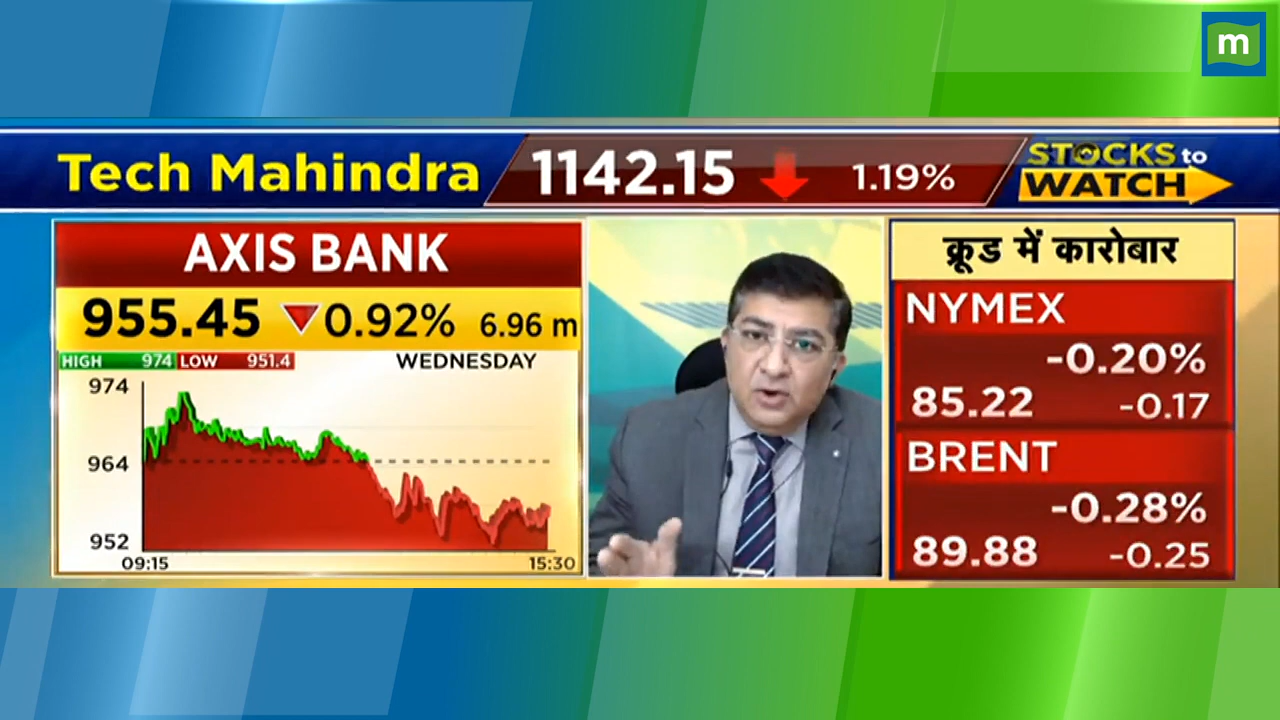 m
Tech Mahindra 1142.15 1.19% STOCKS to
WATCH
AXIS BANK
955.45 0.92% 6.96 m
HIGH 974 LOW 951.4 WEDNESDAY
974
964
952
09:15 15:30
क्रूड में कारोबार
NYMEX
-0.20%
85.22 -0.17
BRENT
-0.28%
89.88 -0.25